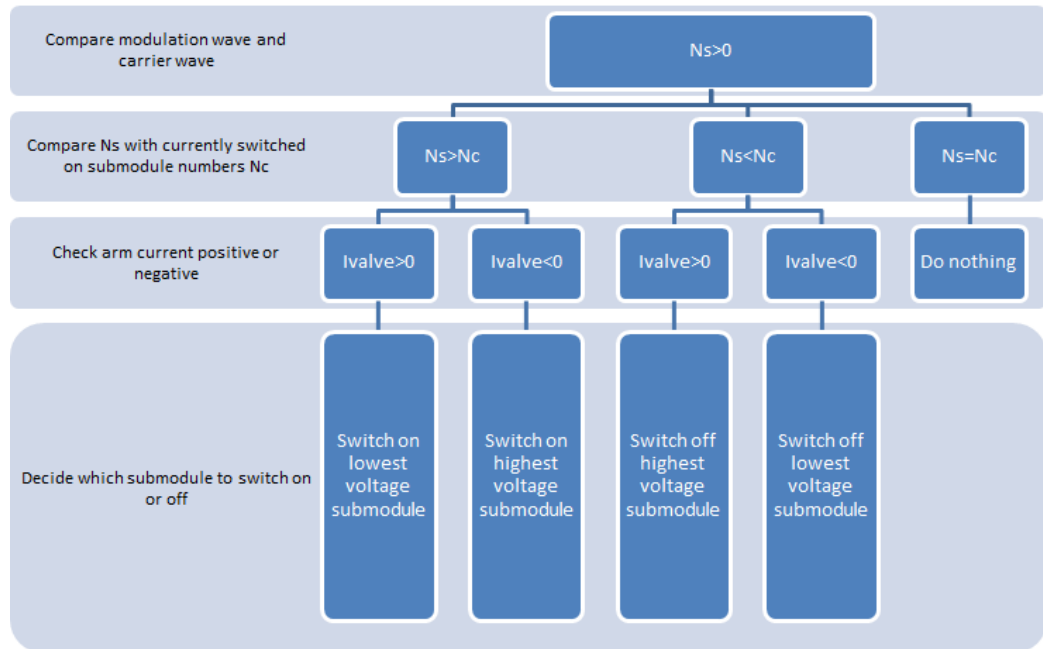 Compare modulation wave and
carrier wave
Ns>0
Compare Ns with currently switched
on submodule numbers Nc
Ns>Nc
Ns<Nc
Ns=Nc
Check arm current positive or
negative
Ivalve>0
Ivalve<0
Ivalve>0
Ivalve<0
Do nothing
Decide which submodule to switch on
or off
Switch on
lowest
voltage
submodule
Switch on
highest
voltage
submodule
Switch off
highest
voltage
submodule
Switch off
lowest
voltage
submodule